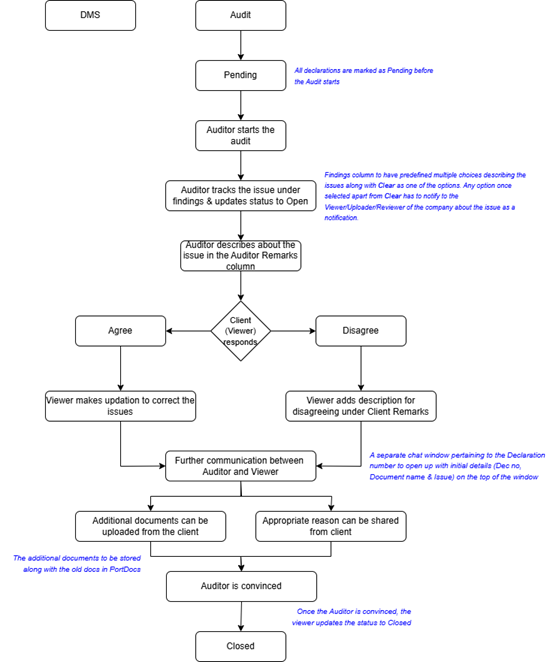 DMS
Audit
Pending
All declarations are marked as Pending before
the Audit starts
Auditor starts the
audit
Findings column to have predefined multiple choices describing the
issues along with Clear as one of the options. Any option once
selected apart from Clear has to notify to the
Viewer/Uploader/Reviewer of the company about the issue as a
notification.
Auditor tracks the issue under
findings & updates status to Open
Auditor describes about the
issue in the Auditor Remarks
column
Client
(Viewer)
responds
Agree
Disagree
Viewer makes updation to correct the
issues
Viewer adds description for
disagreeing under Client Remarks
A separate chat window pertaining to the Declaration
number to open up with initial details (Dec no,
Document name & Issue) on the top of the window
Further communication between
Auditor and Viewer
Additional documents can be
uploaded from the client
Appropriate reason can be shared
from client
The additional documents to be stored
along with the old docs in PortDocs
Auditor is convinced
Once the Auditor is convinced, the
viewer updates the status to Closed
Closed